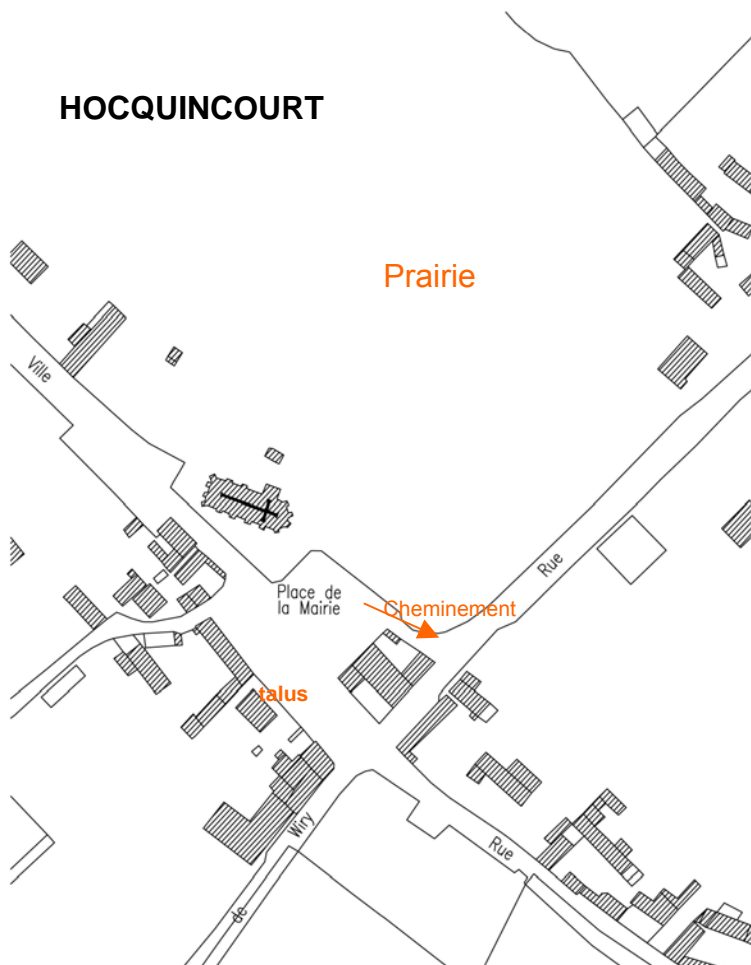 HOCQUINCOURT
Prairie
Ville
Rue
Place de
la Mairie
Cheminement
talus
Wiry
Rue
de